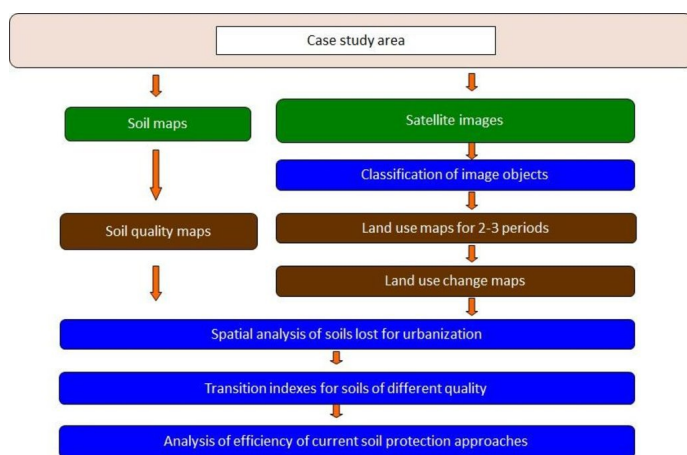 Case study area
Soil maps
Satellite images
Classification of image objects
Soil quality maps
Land use maps for 2-3 periods
Land use change maps
Spatial analysis of soils lost for urbanization
Transition indexes for soils of different quality
Analysis of efficiency of current soil protection approaches